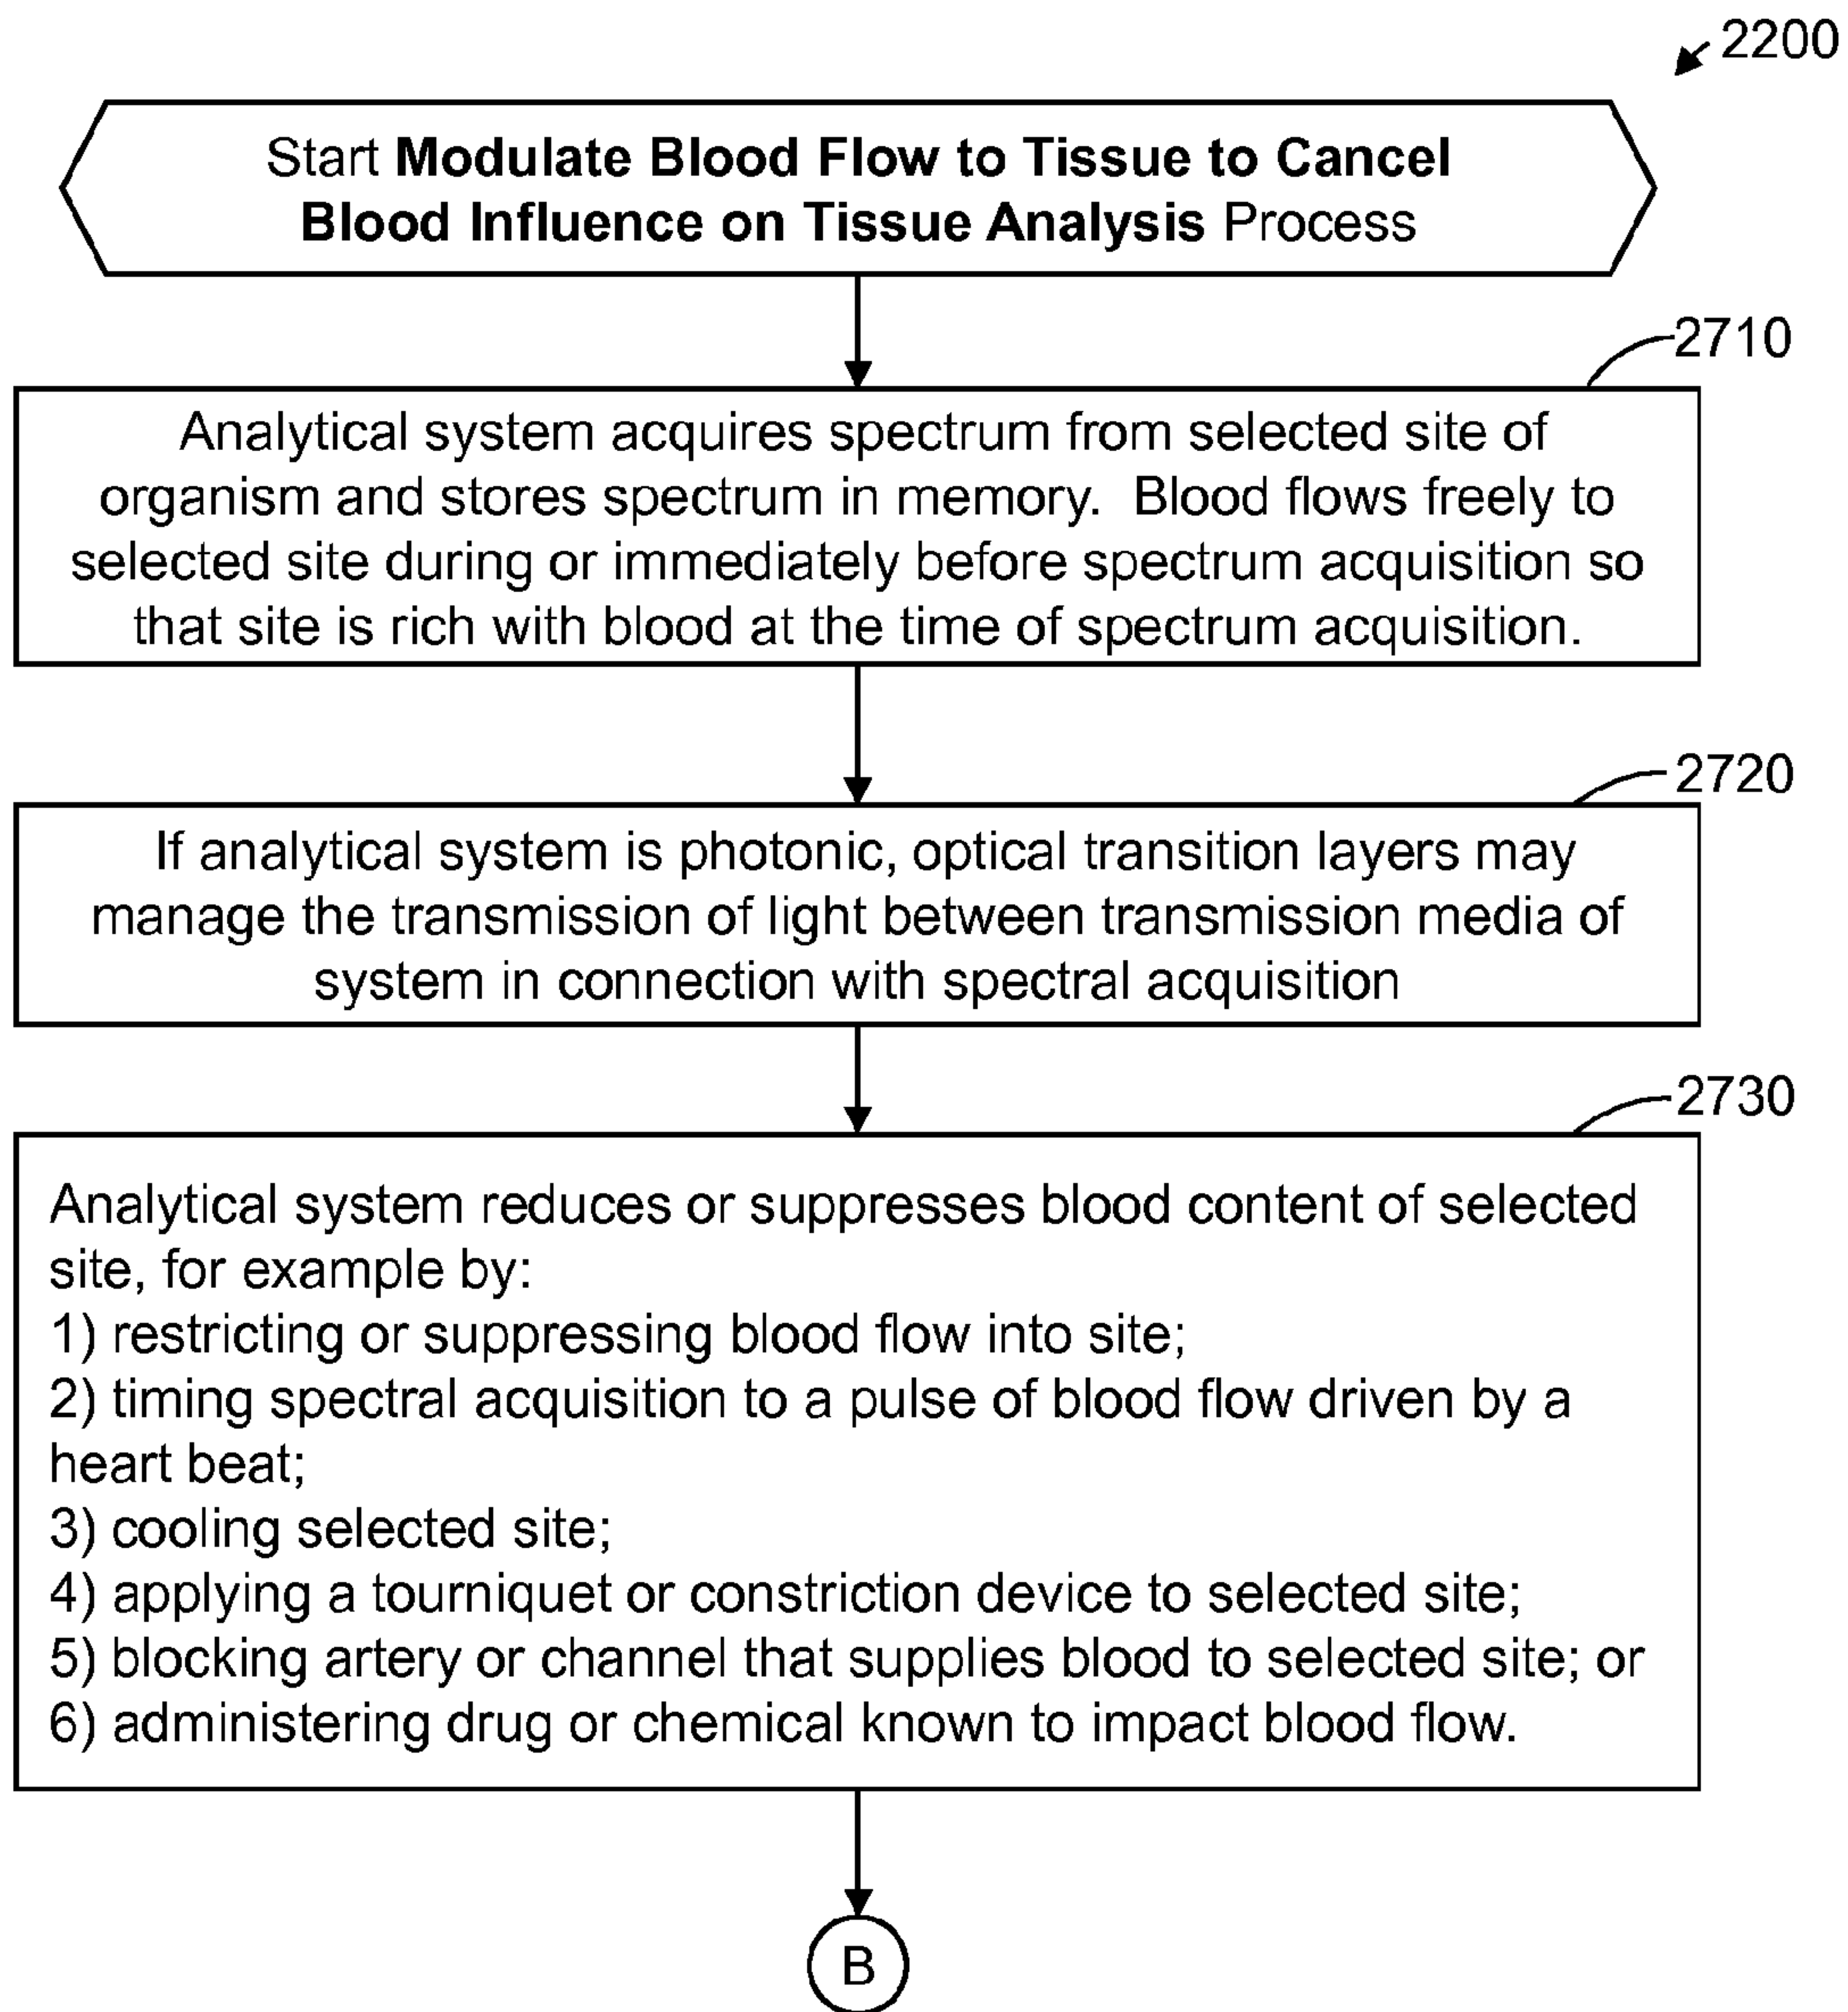 2200
Start Modulate Blood Flow to Tissue to Cancel
Blood Influence on Tissue Analysis Process
2710
Analytical system acquires spectrum from selected site of
organism and stores spectrum in memory.  Blood flows freely to
selected site during or immediately before spectrum acquisition so
that site is rich with blood at the time of spectrum acquisition.
2720
If analytical system is photonic, optical transition layers may
manage the transmission of light between transmission media of
system in connection with spectral acquisition
2730
Analytical system reduces or suppresses blood content of selected
site, for example by:
1) restricting or suppressing blood flow into site;
2) timing spectral acquisition to a pulse of blood flow driven by a
heart beat;
3) cooling selected site;
4) applying a tourniquet or constriction device to selected site;
5) blocking artery or channel that supplies blood to selected site; or
6) administering drug or chemical known to impact blood flow.
B